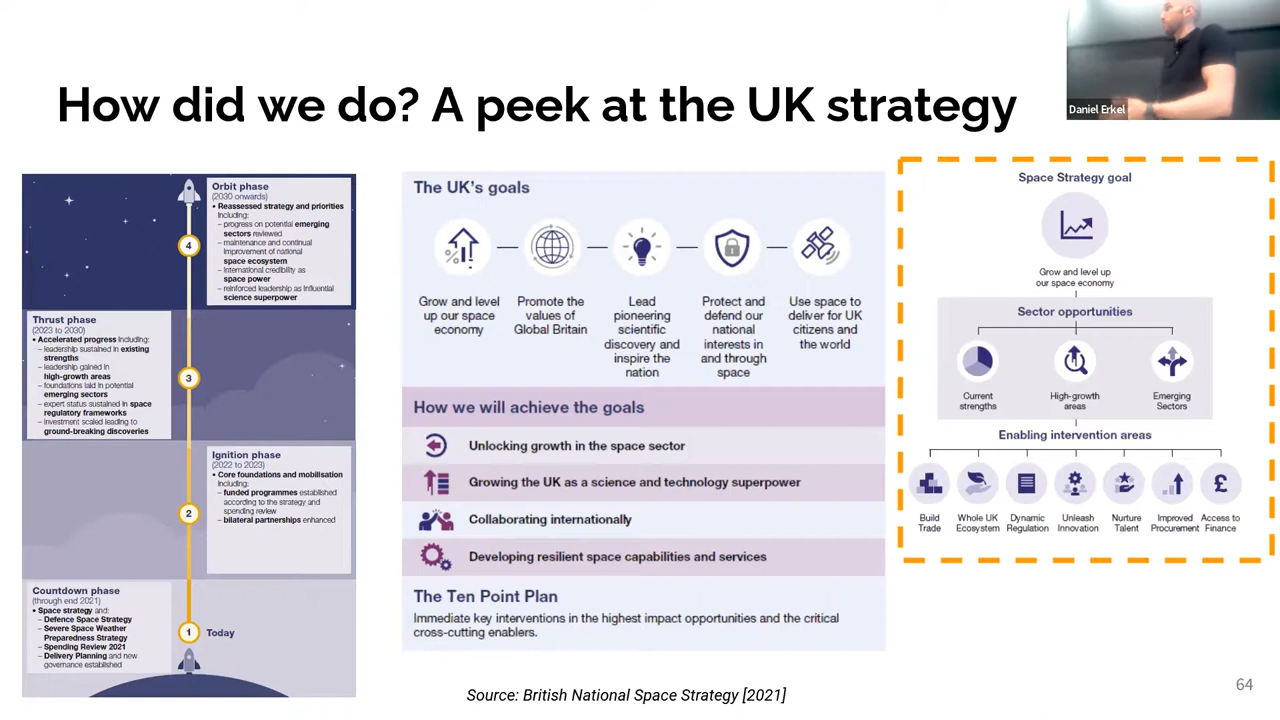 How did we do? A peek at the UK strategy
Daniel Erkel
Orbit phase
(2030 onwards)
• Reassessed strategy and priorities
Including:
– progress on potential emerging
sectors reviewed
– maintenance and continual
improvement of national
space ecosystem
– International credibility as
space power
– reinforced leadership as influential
science superpower
4
Thrust phase
(2023 to 2030)
• Accelerated progress Including:
– leadership sustained in existing
strengths
– leadership gained in
high-growth areas
– foundations laid in potential
emerging sectors
– expert status sustained in space
regulatory frameworks
– Investment scaled leading to
ground-breaking discoveries
3
Ignition phase
(2022 to 2023)
• Core foundations and mobilisation
Including:
– funded programmes established
according to the strategy and
spending review
– bilateral partnerships enhanced
2
Countdown phase
(through end 2021)
• Space strategy and:
– Defence Space Strategy
– Severe Space Weather
Preparedness Strategy
– Spending Review 2021
– Delivery Planning and new
governance established
1
Today
The UK's goals
Grow and level
up our space
economy
Promote the
values of
Global Britain
Lead
pioneering
scientific
discovery and
inspire the
nation
Protect and
defend our
national
interests in
and through
space
Use space to
deliver for UK
citizens and
the world
How we will achieve the goals
Unlocking growth in the space sector
Growing the UK as a science and technology superpower
Collaborating internationally
Developing resilient space capabilities and services
The Ten Point Plan
Immediate key interventions in the highest impact opportunities and the critical
cross-cutting enablers.
Space Strategy goal
Grow and level up
our space economy
Sector opportunities
Current
strengths
High-growth
areas
Emerging
Sectors
Enabling intervention areas
£
Build
Trade
Whole UK
Ecosystem
Dynamic
Regulation
Unleash
Innovation
Nurture
Talent
Improved
Procurement
Access to
Finance
Source: British National Space Strategy [2021]
64